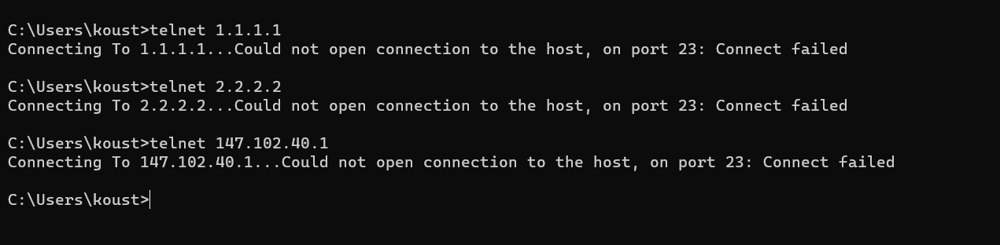 C:\Users\koust>telnet 1.1.1.1
Connecting To 1.1.1.1...Could not open connection to the host, on port 23: Connect failed
C:\Users\koust>telnet 2.2.2.2
Connecting To 2.2.2.2...Could not open connection to the host, on port 23: Connect failed
C:\Users\koust>telnet 147.102.40.1
Connecting To 147.102.40.1...Could not open connection to the host, on port 23: Connect failed
C:\Users\koust>